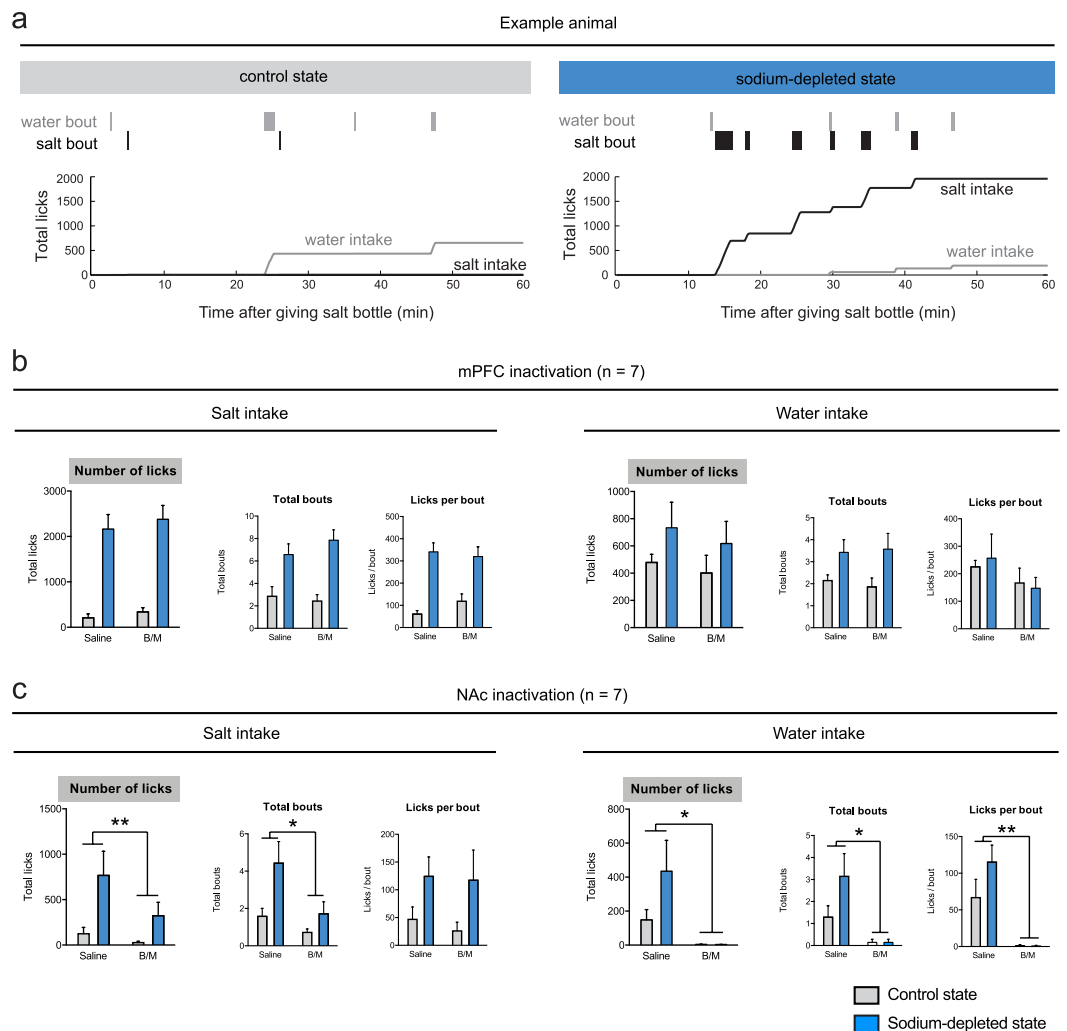 a
Example animal
control state
sodium-depleted state
water bout
salt bout
water bout
salt bout
Total licks
2000
1500
1000
500
0
water intake
salt intake
0 10 20 30 40 50 60
Time after giving salt bottle (min)
Total licks
2000
1500
1000
500
0
salt intake
water intake
0 10 20 30 40 50 60
Time after giving salt bottle (min)
b
mPFC inactivation (n = 7)
Salt intake
Water intake
Number of licks
Total licks
3000
2000
1000
0
Saline B/M
Total bouts
Total bouts
10
8
6
4
2
0
Saline B/M
Licks per bout
Licks / bout
500
400
300
200
100
0
Saline B/M
Number of licks
Total licks
1000
800
600
400
200
0
Saline B/M
Total bouts
Total bouts
5
4
3
2
1
0
Saline B/M
Licks per bout
Licks / bout
400
300
200
100
0
Saline B/M
c
NAc inactivation (n = 7)
Salt intake
Water intake
Number of licks
Total licks
1500
1000
500
0
**
Saline B/M
Total bouts
Total bouts
6
4
2
0
*
Saline B/M
Licks per bout
Licks / bout
200
150
100
50
0
Saline B/M
Number of licks
Total licks
800
600
400
200
0
*
Saline B/M
Total bouts
Total bouts
5
4
3
2
1
0
*
Saline B/M
Licks per bout
Licks / bout
150
100
50
0
**
Saline B/M
Control state
Sodium-depleted state